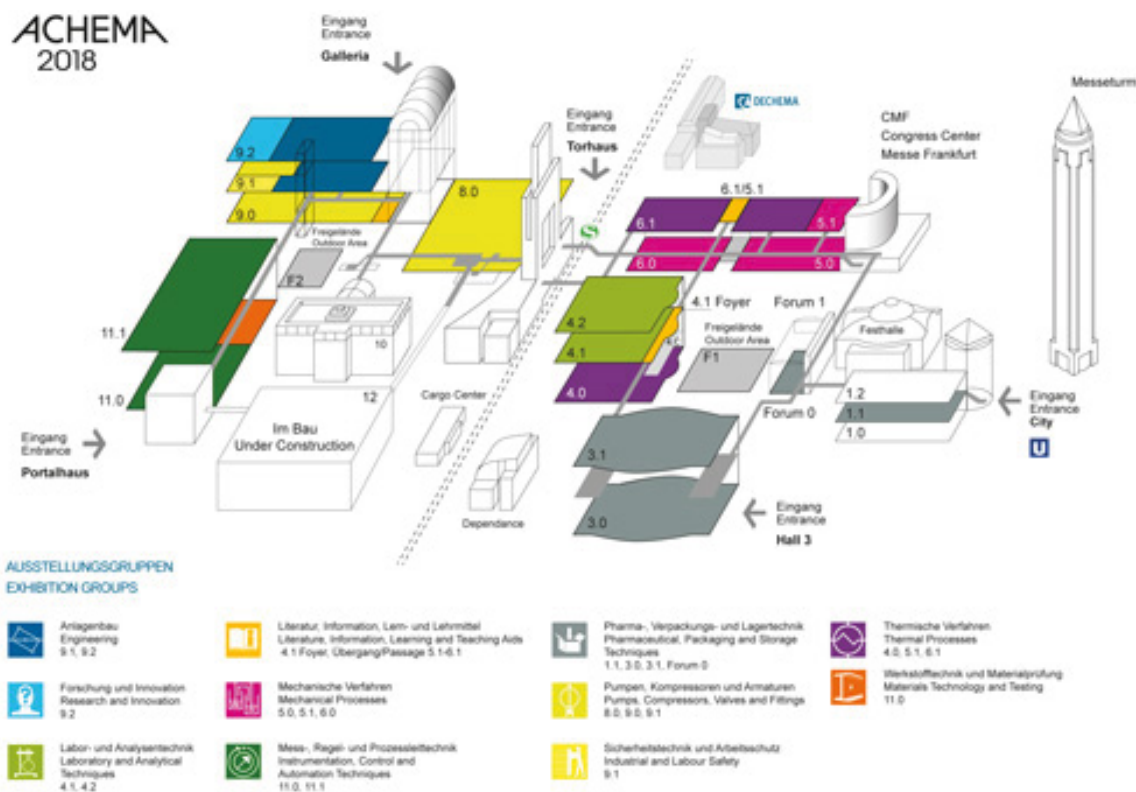 ACHEMA
2018
Eingang
Entrance
Galleria
Eingang
Entrance
Torhaus
DECHEMA
CMF
Congress Center
Messe Frankfurt
Messeturm
9.2
9.1
9.0
8.0
6.1/5.1
6.1
5.1
6.0
5.0
Freigelände
Outdoor Area
F2
S
11.1
11.0
10
12
4.2
4.1
4.0
4.1 Foyer
Forum 1
Freigelände
Outdoor Area
F1
Festhalle
Forum 0
1.2
1.1
1.0
Eingang
Entrance
City
U
Cargo Center
Im Bau
Under Construction
Eingang
Entrance
Portalhaus
3.1
3.0
Dependance
Eingang
Entrance
Hall 3
AUSSTELLUNGSGRUPPEN
EXHIBITION GROUPS
Anlagenbau
Engineering
9.1, 9.2
Forschung und Innovation
Research and Innovation
9.2
Labor- und Analysentechnik
Laboratory and Analytical
Techniques
4.1, 4.2
Literatur, Information, Lern- und Lehrmittel
Literature, Information, Learning and Teaching Aids
4.1 Foyer, Übergang/Passage 5.1-6.1
Mechanische Verfahren
Mechanical Processes
5.0, 5.1, 6.0
Mess-, Regel- und Prozessleittechnik
Instrumentation, Control and
Automation Techniques
11.0, 11.1
Pharma-, Verpackungs- und Lagertechnik
Pharmaceutical, Packaging and Storage
Techniques
1.1, 3.0, 3.1, Forum 0
Pumpen, Kompressoren und Armaturen
Pumps, Compressors, Valves and Fittings
8.0, 9.0, 9.1
Sicherheitstechnik und Arbeitsschutz
Industrial and Labour Safety
9.1
Thermische Verfahren
Thermal Processes
4.0, 5.1, 6.1
Werkstofftechnik und Materialprüfung
Materials Technology and Testing
11.0